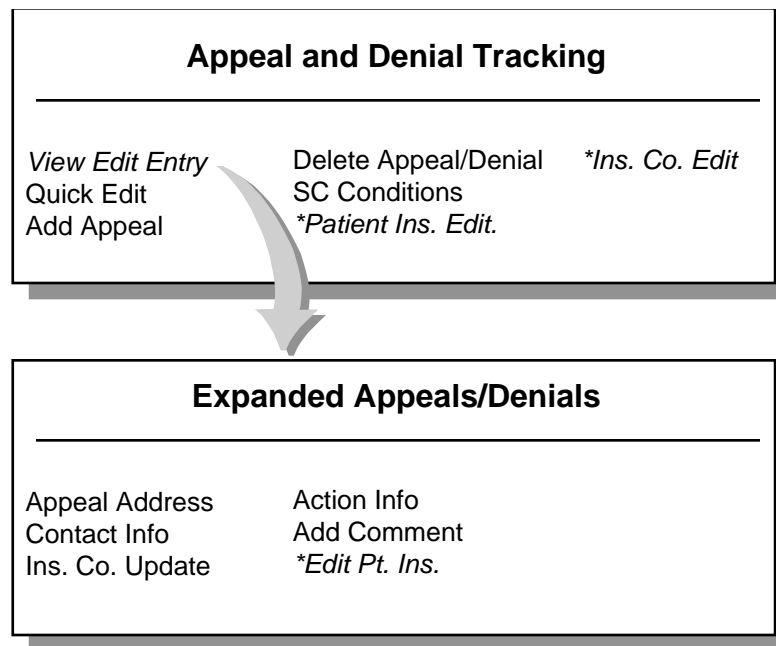 Appeal and Denial Tracking
View Edit Entry Delete Appeal/Denial *Ins. Co. Edit
Quick Edit SC Conditions
Add Appeal *Patient Ins. Edit.
Expanded Appeals/Denials
Appeal Address Action Info
Contact Info Add Comment
Ins. Co. Update *Edit Pt. Ins.